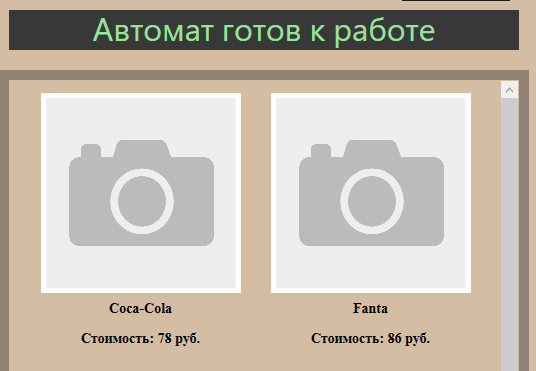 Автомат готов к работе
Coca-Cola
Fanta
Стоимость: 78 руб.
Стоимость: 86 руб.